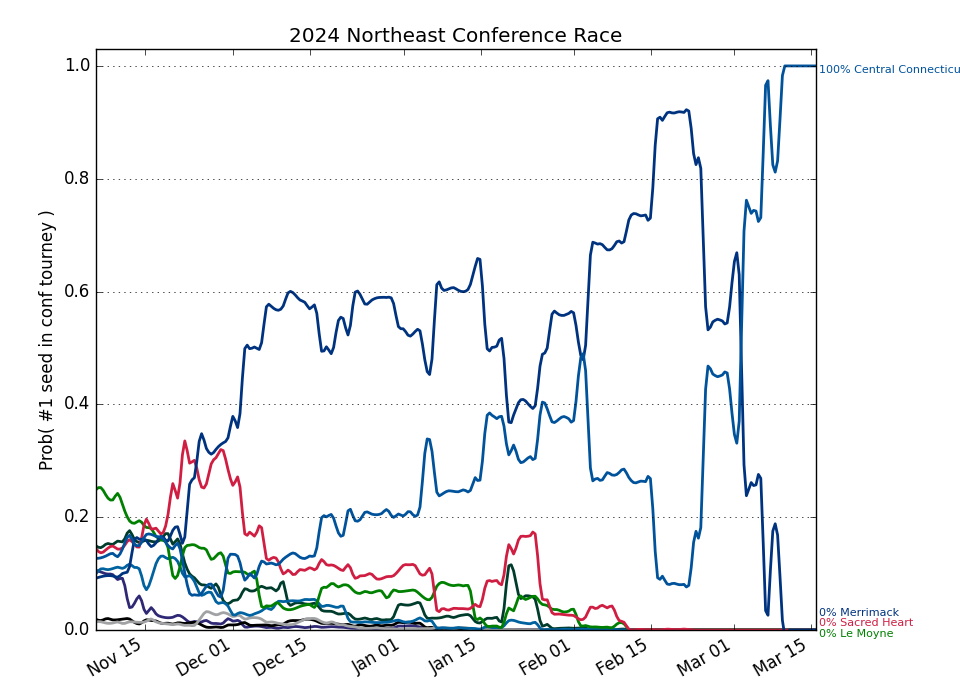 2024 Northeast Conference Race
Prob( #1 seed in conf tourney )
1.0
0.8
0.6
0.4
0.2
0.0
100% Central Connecticu
0% Merrimack
0% Sacred Heart
0% Le Moyne
Nov 15
Dec 01
Dec 15
Jan 01
Jan 15
Feb 01
Feb 15
Mar 01
Mar 15